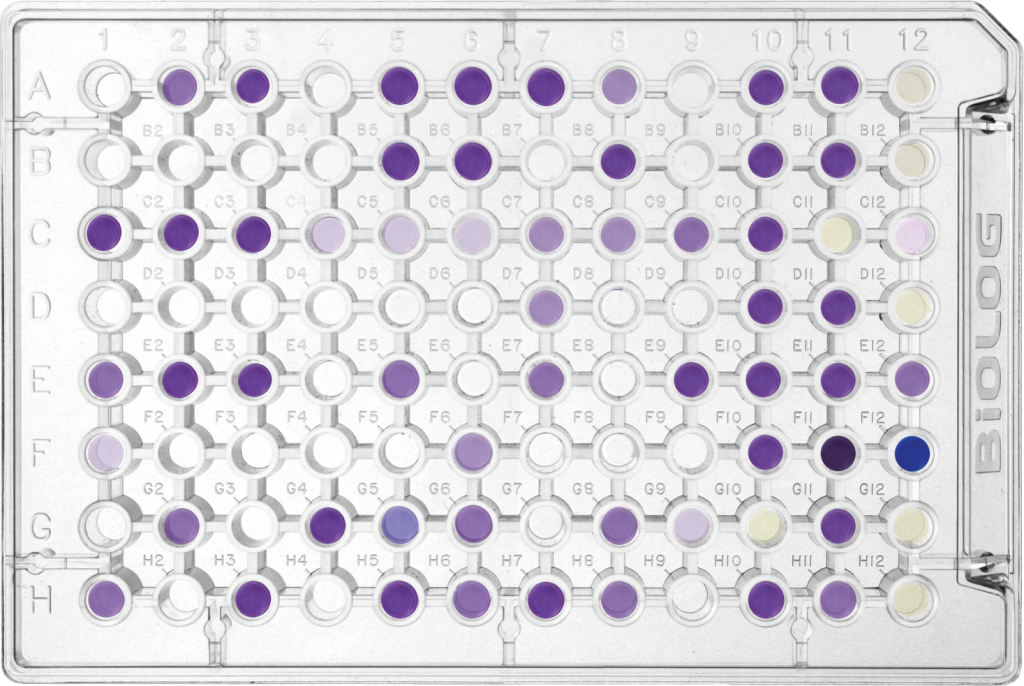 1 2 3 4 5 6 7 8 9 10 11 12
A
B2 B3 B4 B5 B6 B7 B8 B9 B10 B11 B12
B
C2 C3 C4 C5 C6 C7 C8 C9 C10 C11 C12
C
D2 D3 D4 D5 D6 D7 D8 D9 D10 D11 D12
D
E2 E3 E4 E5 E6 E7 E8 E9 E10 E11 E12
E
F2 F3 F4 F5 F6 F7 F8 F9 F10 F11 F12
F
G2 G3 G4 G5 G6 G7 G8 G9 G10 G11 G12
G
H2 H3 H4 H5 H6 H7 H8 H9 H10 H11 H12
H
BiOLOG